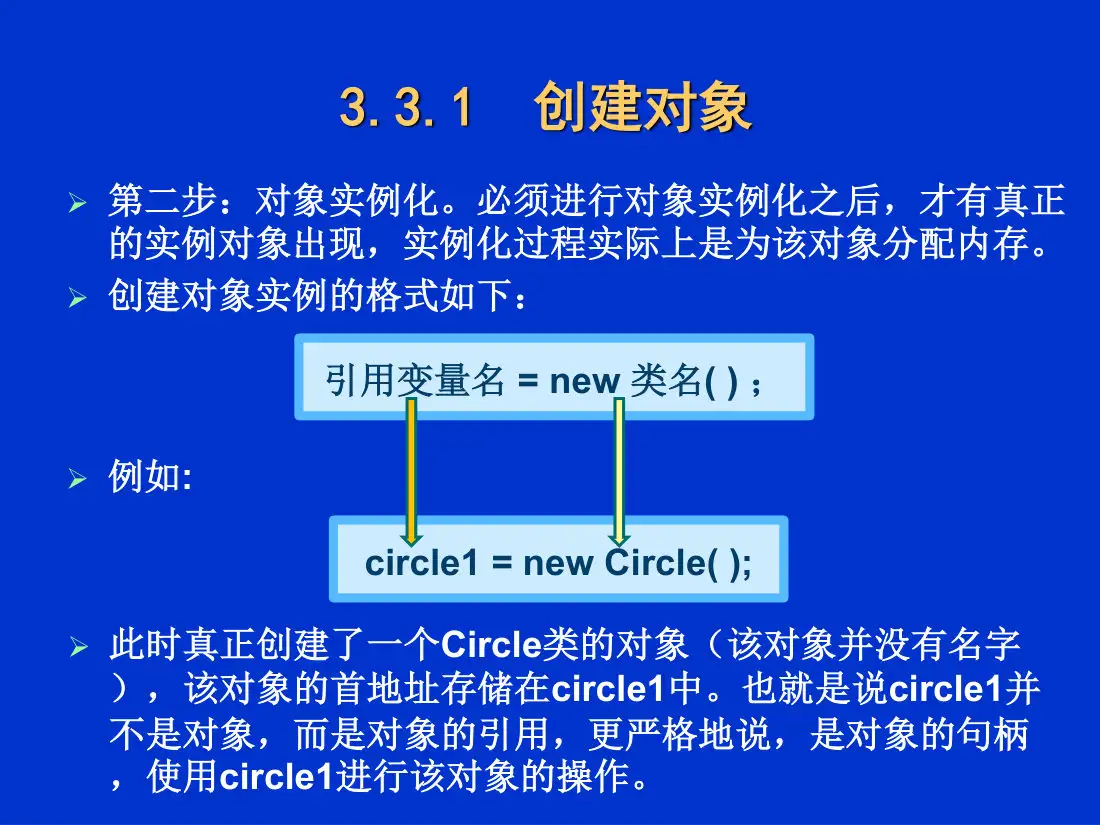 3.3.1 创建对象
第二步：对象实例化。必须进行对象实例化之后，才有真正
的实例对象出现，实例化过程实际上是为该对象分配内存。
创建对象实例的格式如下：
引用变量名 = new 类名( ) ；
例如:
circle1 = new Circle( );
此时真正创建了一个Circle类的对象（该对象并没有名字
），该对象的首地址存储在circle1中。也就是说circle1并
不是对象，而是对象的引用，更严格地说，是对象的句柄
，使用circle1进行该对象的操作。